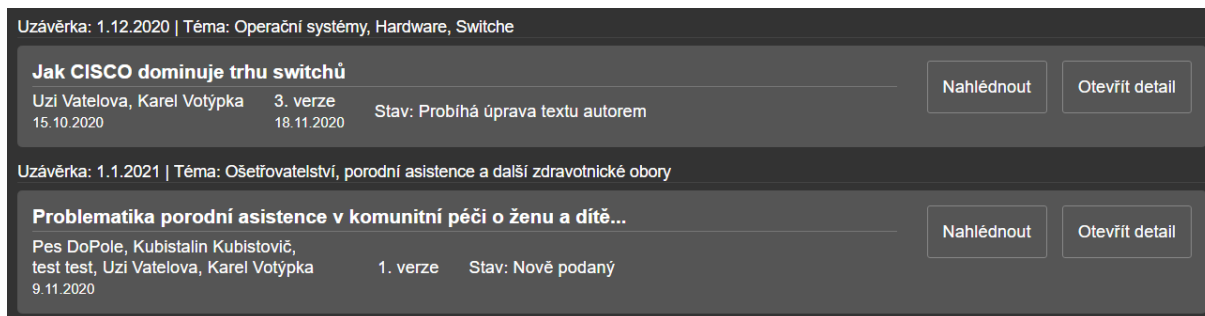 Uzávěrka: 1.12.2020 | Téma: Operační systémy, Hardware, Switche
Jak CISCO dominuje trhu switchů
Nahlédnout
Otevřít detail
Uzi Vatelova, Karel Votýpka
3. verze
Stav: Probíhá úprava textu autorem
15.10.2020
18.11.2020
Uzávěrka: 1.1.2021 | Téma: Ošetřovatelství, porodní asistence a další zdravotnické obory
Problematika porodní asistence v komunitní péči o ženu a dítě...
Nahlédnout
Otevřít detail
Pes DoPole, Kubistalin Kubistovič,
test test, Uzi Vatelova, Karel Votýpka
1. verze
Stav: Nově podaný
9.11.2020